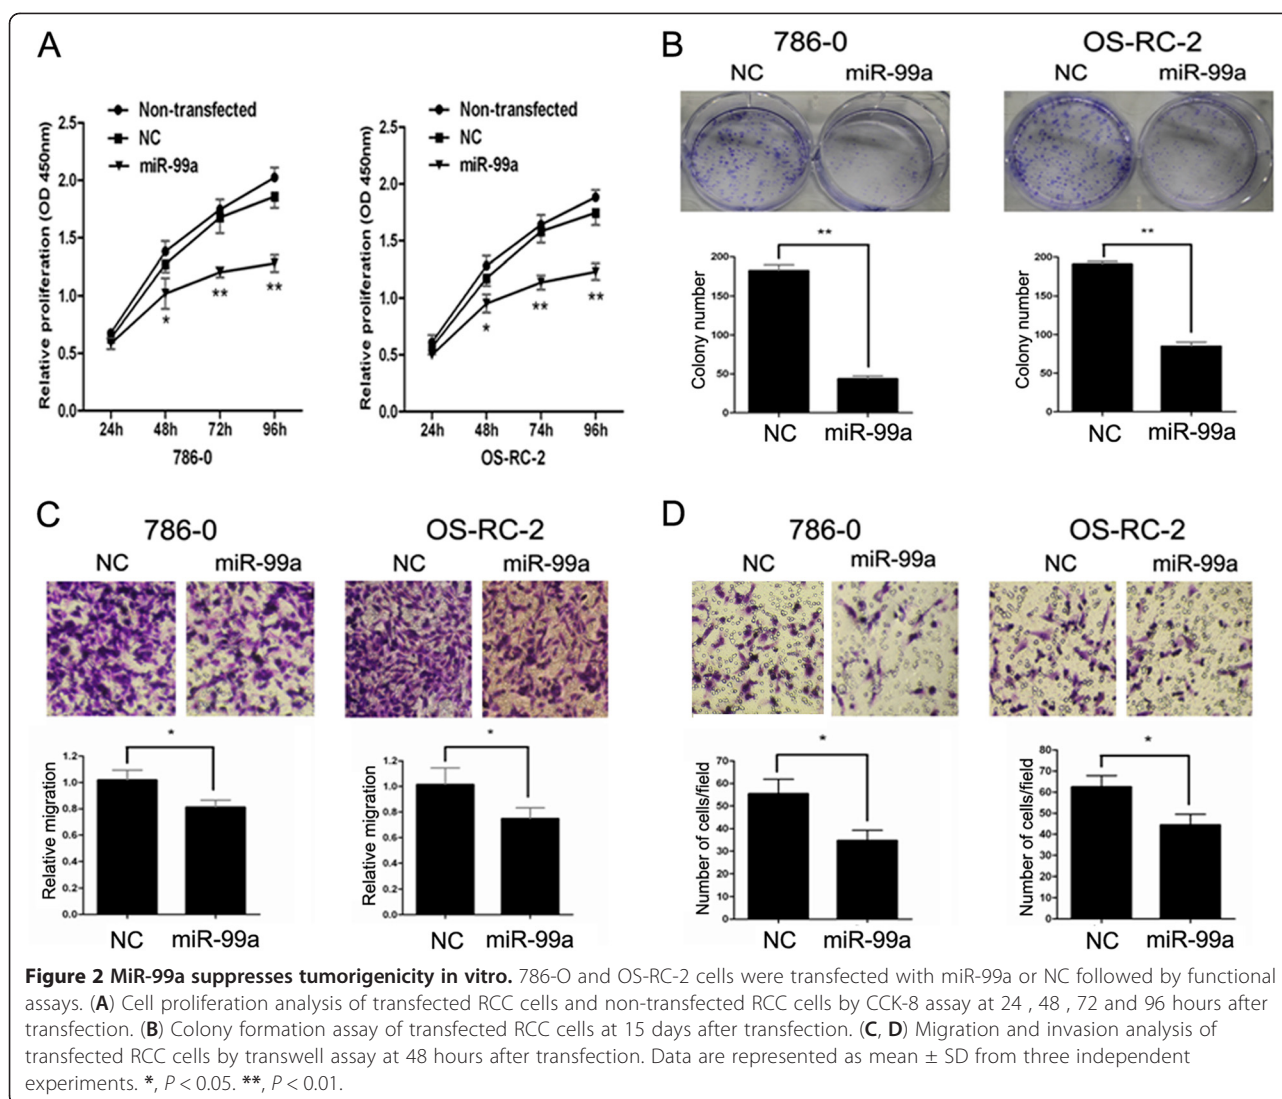 A
Non-transfected
NC
miR-99a
Relative proliferation (OD 450nm)
2.5
2.0
1.5
1.0
0.5
0.0
*
**
**
24h 48h 72h 96h
786-0
Non-transfected
NC
miR-99a
Relative proliferation (OD 450nm)
2.5
2.0
1.5
1.0
0.5
0.0
*
**
**
24h 48h 74h 96h
OS-RC-2
B
786-0
NC miR-99a
**
Colony number
200
150
100
50
0
NC miR-99a
OS-RC-2
NC miR-99a
**
Colony number
200
150
100
50
0
NC miR-99a
C
786-0
NC miR-99a
*
Relative migration
1.2
1.0
0.8
0.6
0.4
0.2
0.0
NC miR-99a
OS-RC-2
NC miR-99a
*
Relative migration
1.2
1.0
0.8
0.6
0.4
0.2
0.0
NC miR-99a
D
786-0
NC miR-99a
*
Number of cells/field
70
60
50
40
30
20
10
0
NC miR-99a
OS-RC-2
NC miR-99a
*
Number of cells/field
80
70
60
50
40
30
20
10
0
NC miR-99a
Figure 2 MiR-99a suppresses tumorigenicity in vitro. 786-O and OS-RC-2 cells were transfected with miR-99a or NC followed by functional
assays. (A) Cell proliferation analysis of transfected RCC cells and non-transfected RCC cells by CCK-8 assay at 24 , 48 , 72 and 96 hours after
transfection. (B) Colony formation assay of transfected RCC cells at 15 days after transfection. (C, D) Migration and invasion analysis of
transfected RCC cells by transwell assay at 48 hours after transfection. Data are represented as mean ± SD from three independent
experiments. *, P < 0.05. **, P < 0.01.